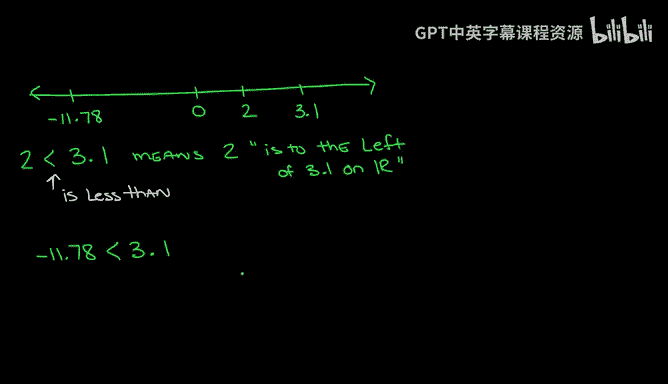 GPT中英字幕课程资源 bilibili
-11.78 0 2 3.1
2 < 3.1 MEANS 2 "is to the Left
of 3.1 on ℝ"
is Less THAN
-11.78 < 3.1